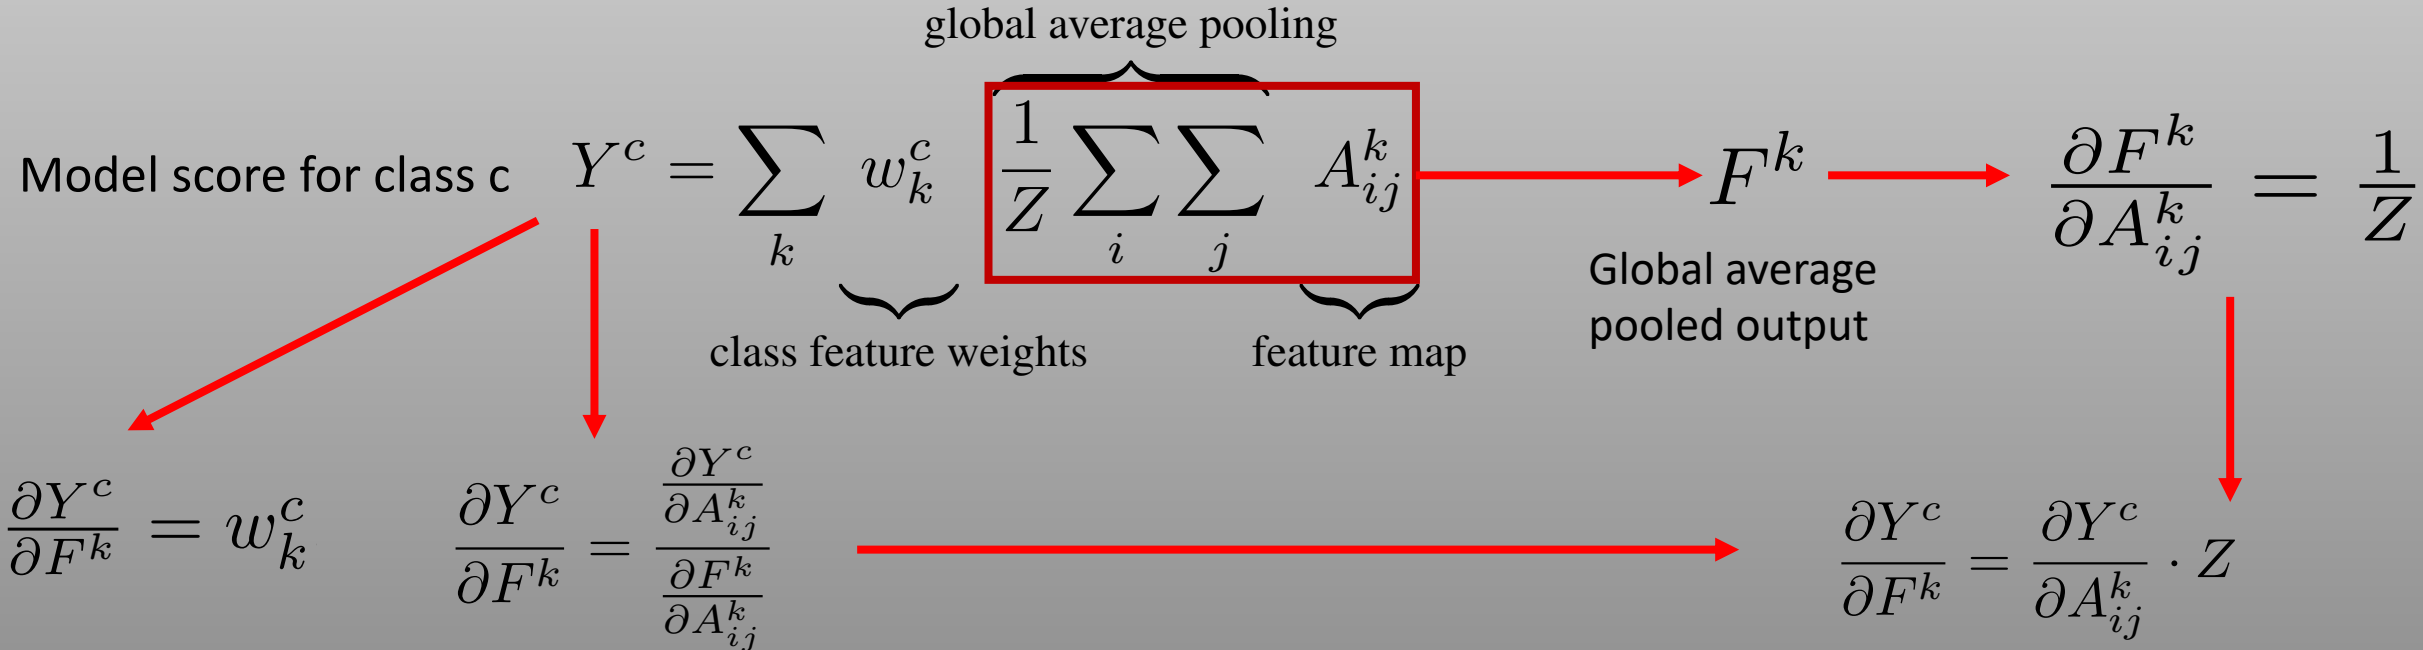 global average pooling
Model score for class c
Y^c = \sum_k w_k^c \frac{1}{Z} \sum_i \sum_j A_{ij}^k
F^k
\frac{\partial F^k}{\partial A_{ij}^k} = \frac{1}{Z}
class feature weights
feature map
Global average
pooled output
\frac{\partial Y^c}{\partial F^k} = w_k^c
\frac{\partial Y^c}{\partial F^k} = \frac{\frac{\partial Y^c}{\partial A_{ij}^k}}{\frac{\partial F^k}{\partial A_{ij}^k}}
\frac{\partial Y^c}{\partial F^k} = \frac{\partial Y^c}{\partial A_{ij}^k} \cdot Z